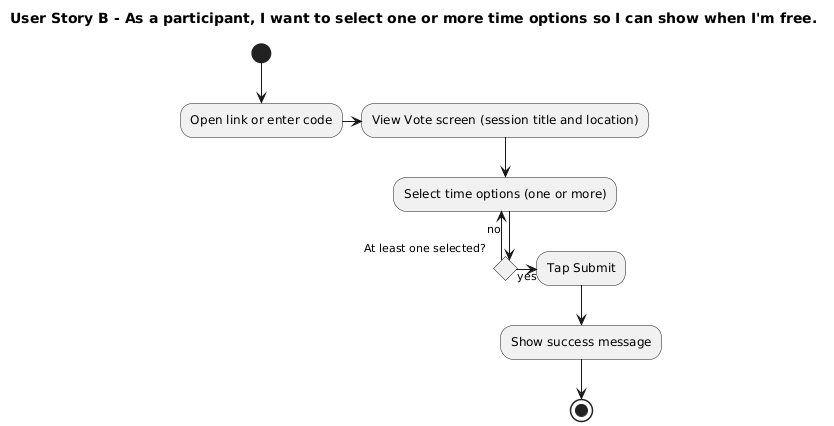 User Story B - As a participant, I want to select one or more time options so I can show when I'm free.
Open link or enter code
View Vote screen (session title and location)
Select time options (one or more)
no
At least one selected?
yes
Tap Submit
Show success message